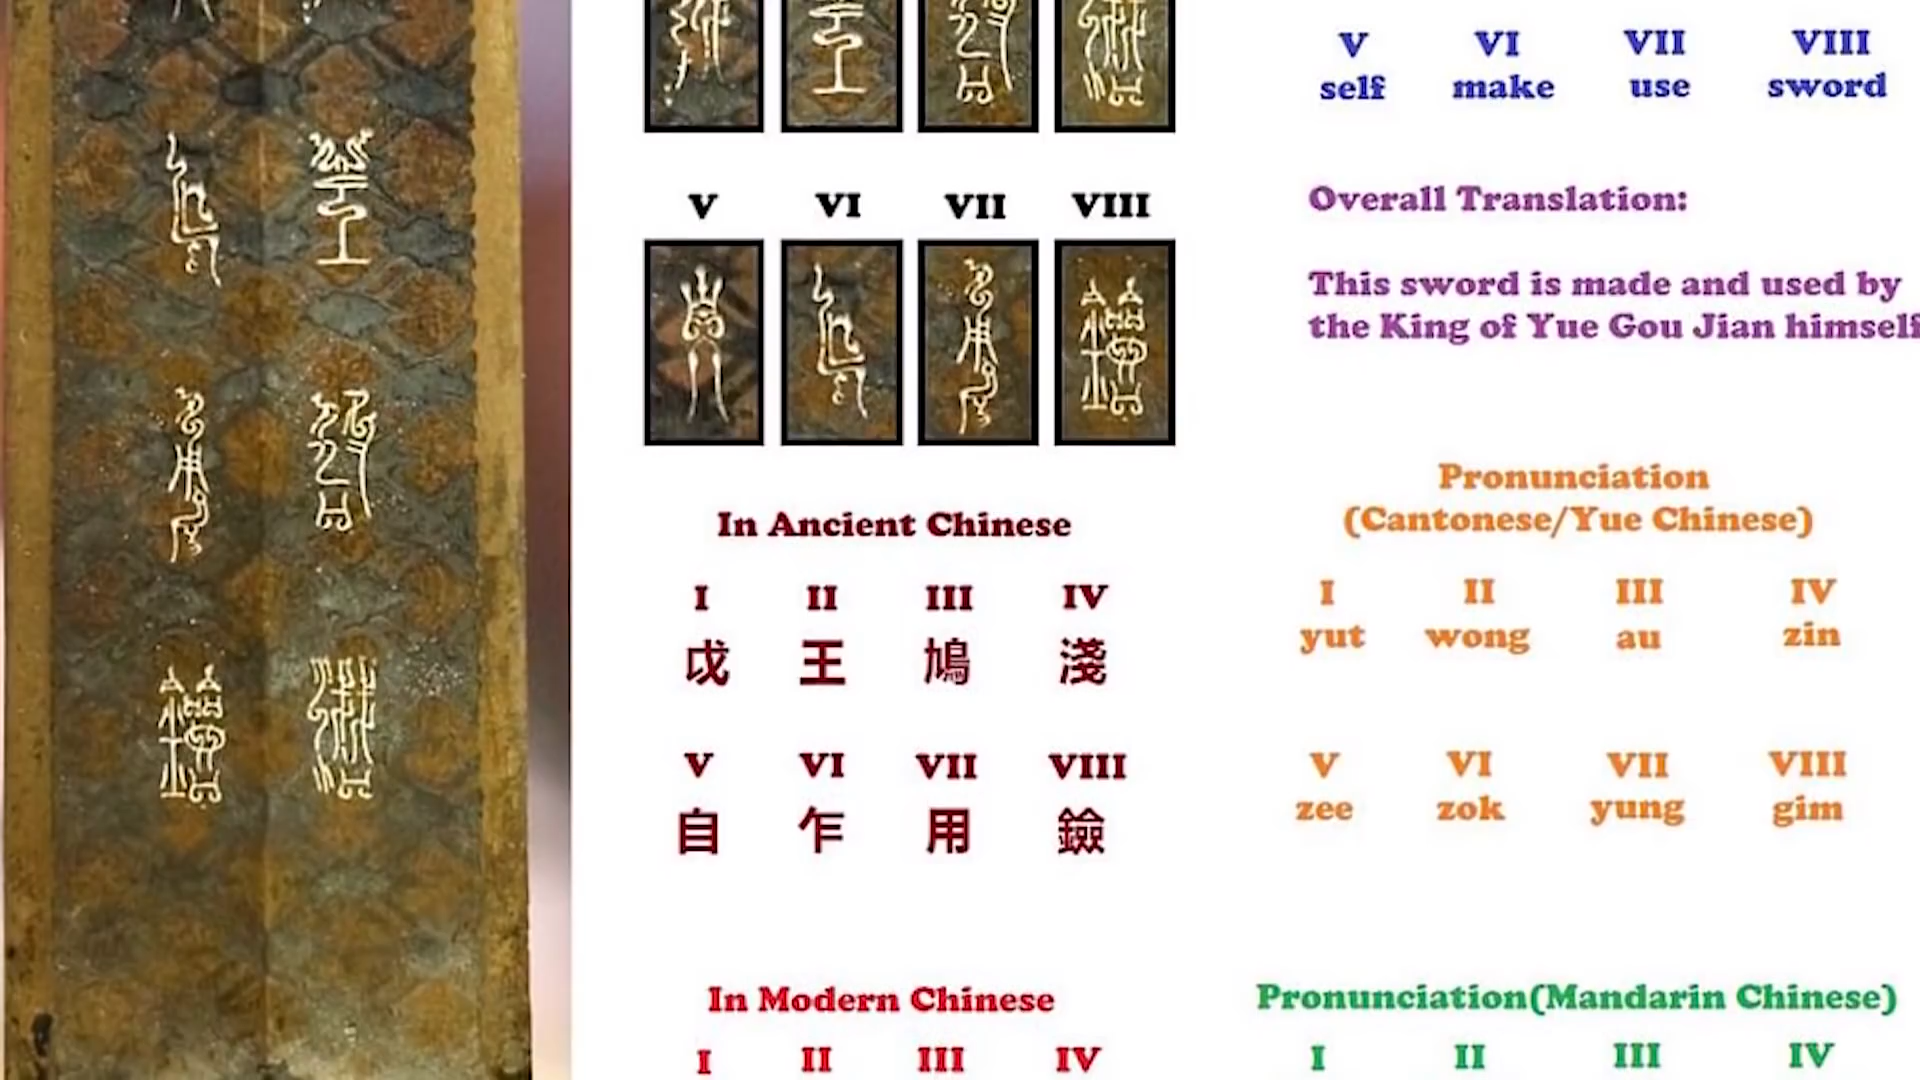 V VI VII VIII
In Ancient Chinese
I II III IV
戉 王 鳩 淺
V VI VII VIII
自 乍 用 鐱
In Modern Chinese
I II III IV
V VI VII VIII
self make use sword
Overall Translation:
This sword is made and used by
the King of Yue Gou Jian himself
Pronunciation
(Cantonese/Yue Chinese)
I II III IV
yut wong au zin
V VI VII VIII
zee zok yung gim
Pronunciation(Mandarin Chinese)
I II III IV